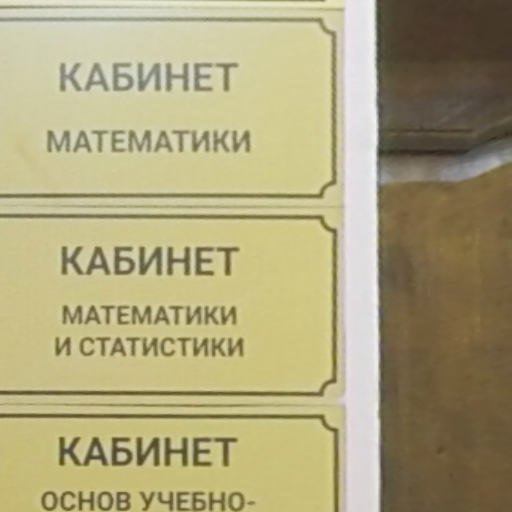 КАБИНЕТ
МАТЕМАТИКИ
КАБИНЕТ
МАТЕМАТИКИ
И СТАТИСТИКИ
КАБИНЕТ
ОСНОВ УЧЕБНО-